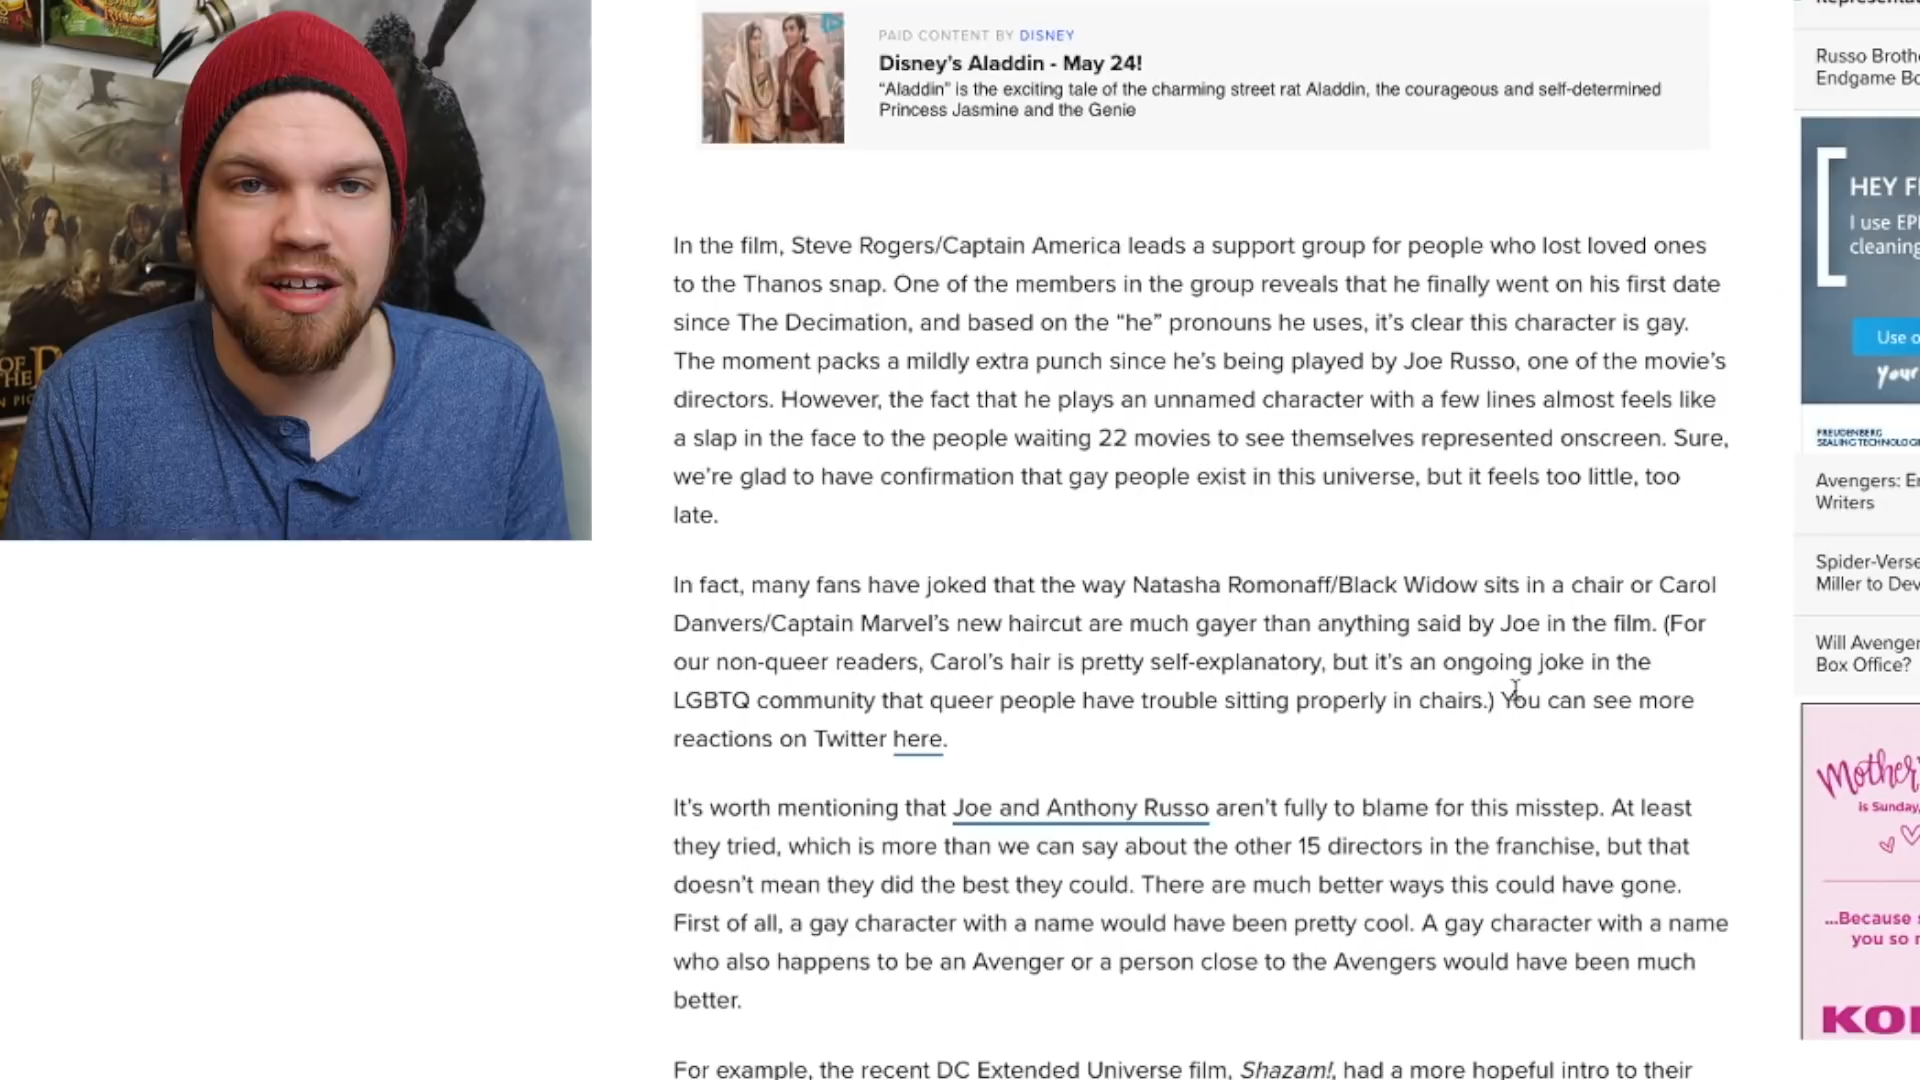 PAID CONTENT BY DISNEY
Disney's Aladdin - May 24!
"Aladdin" is the exciting tale of the charming street rat Aladdin, the courageous and self-determined
Princess Jasmine and the Genie
In the film, Steve Rogers/Captain America leads a support group for people who lost loved ones
to the Thanos snap. One of the members in the group reveals that he finally went on his first date
since The Decimation, and based on the “he” pronouns he uses, it’s clear this character is gay.
The moment packs a mildly extra punch since he’s being played by Joe Russo, one of the movie’s
directors. However, the fact that he plays an unnamed character with a few lines almost feels like
a slap in the face to the people waiting 22 movies to see themselves represented onscreen. Sure,
we’re glad to have confirmation that gay people exist in this universe, but it feels too little, too
late.
In fact, many fans have joked that the way Natasha Romonaff/Black Widow sits in a chair or Carol
Danvers/Captain Marvel’s new haircut are much gayer than anything said by Joe in the film. (For
our non-queer readers, Carol’s hair is pretty self-explanatory, but it’s an ongoing joke in the
LGBTQ community that queer people have trouble sitting properly in chairs.) You can see more
reactions on Twitter here.
It’s worth mentioning that Joe and Anthony Russo aren’t fully to blame for this misstep. At least
they tried, which is more than we can say about the other 15 directors in the franchise, but that
doesn’t mean they did the best they could. There are much better ways this could have gone.
First of all, a gay character with a name would have been pretty cool. A gay character with a name
who also happens to be an Avenger or a person close to the Avengers would have been much
better.
For example, the recent DC Extended Universe film, Shazam!, had a more hopeful intro to their
Russo Broth
Endgame Bo
HEY F
I use EP
cleaning
Use o
your
FREUDENBERG
SEALING TECHNOLOG
Avengers: E
Writers
Spider-Verse
Miller to Dev
Will Avenger
Box Office?
Mother's
is Sunday,
...Because
you so
KO
OF
THE
N PIC